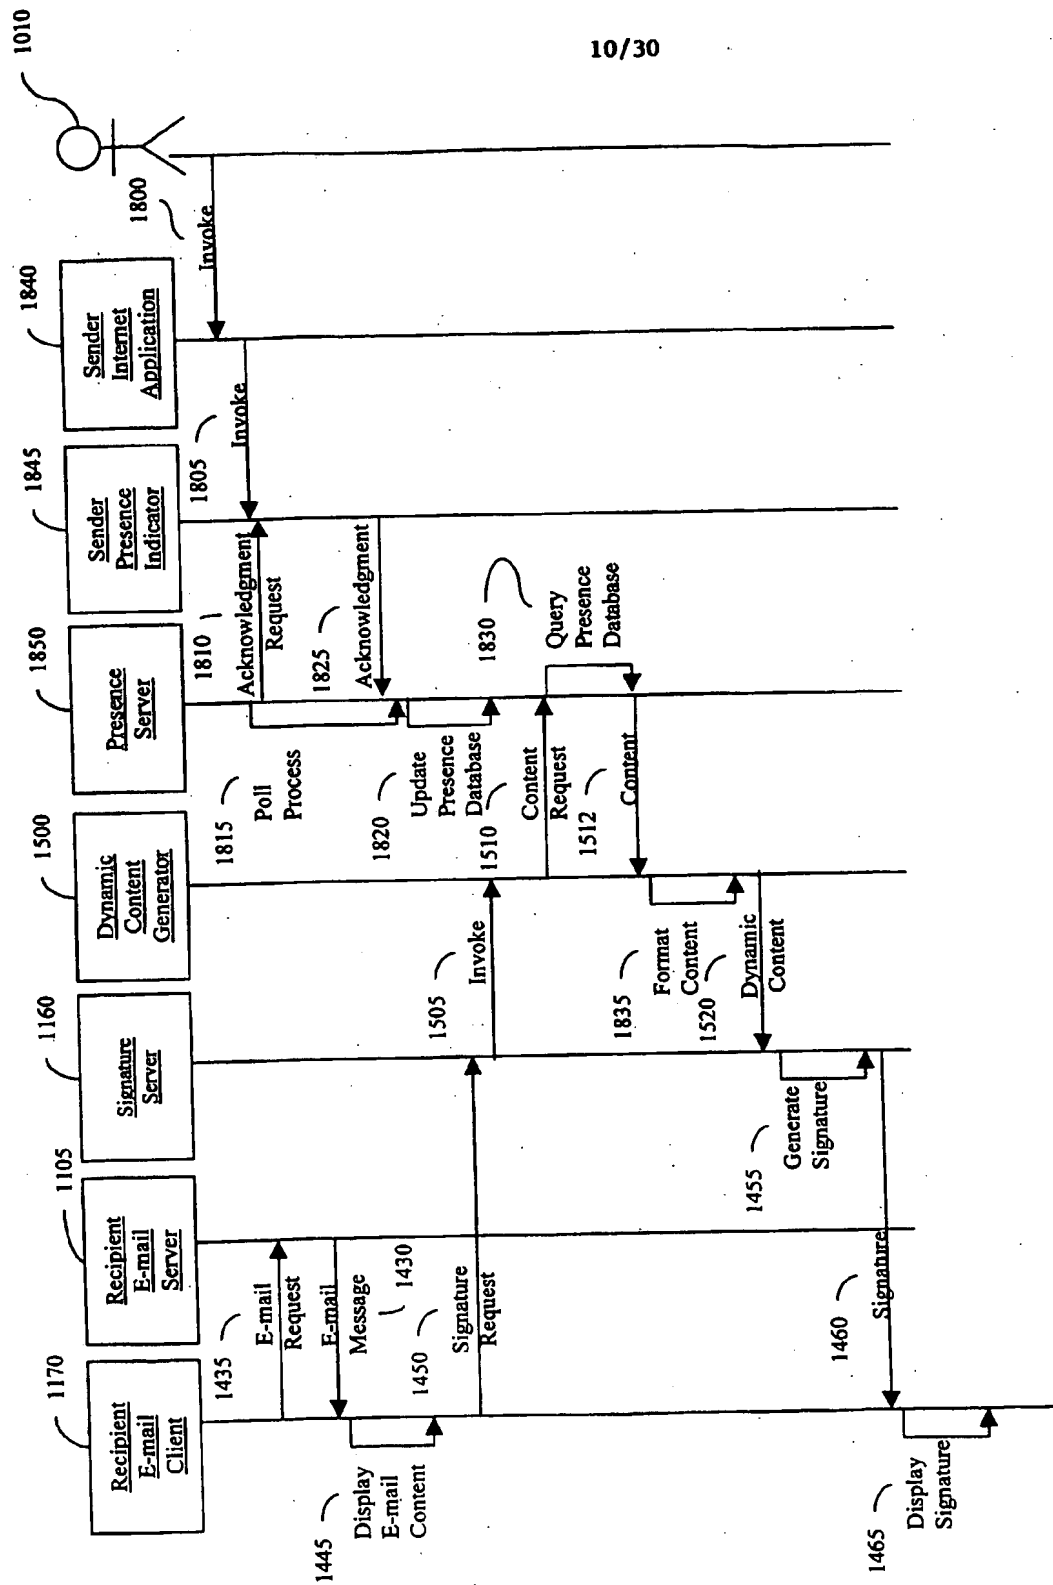 10/30
1170
Recipient
E-mail
Client
1105
Recipient
E-mail
Server
1160
Signature
Server
1500
Dynamic
Content
Generator
1850
Presence
Server
1845
Sender
Presence
Indicator
1840
Sender
Internet
Application
1010
1800
Invoke
1805
Invoke
1810
Acknowledgment
Request
1815
Poll
Process
1825
Acknowledgment
1820
Update
Presence
Database
1435
E-mail
Request
E-mail
Message
1430
1445
Display
E-mail
Content
1450
Signature
Request
1505
Invoke
1510
Content
Request
1830
Query
Presence
Database
1512
Content
1835
Format
Content
1520
Dynamic
Content
1455
Generate
Signature
1460
Signature
1465
Display
Signature